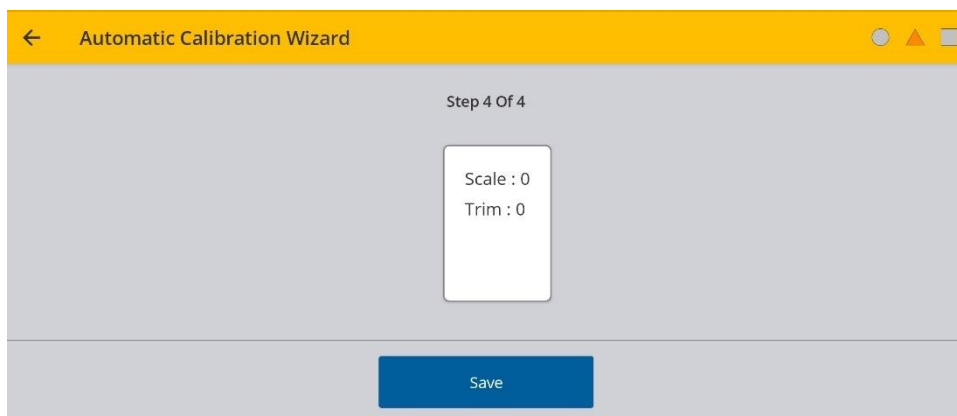 Automatic Calibration Wizard
Step 4 Of 4
Scale : 0
Trim : 0
Save